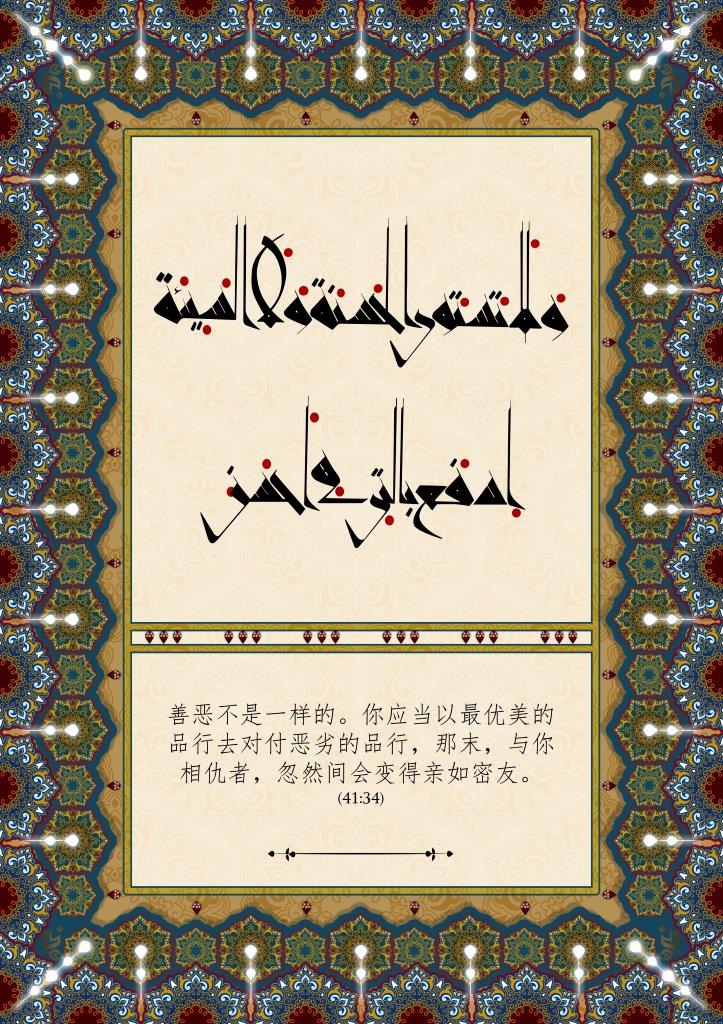 ولا تستوي الحسنة ولا السيئة
ادفع بالتي هي أحسن
善恶不是一样的。你应当以最优美的
品行去对付恶劣的品行，那末，与你
相仇者，忽然间会变得亲如密友。
(41:34)